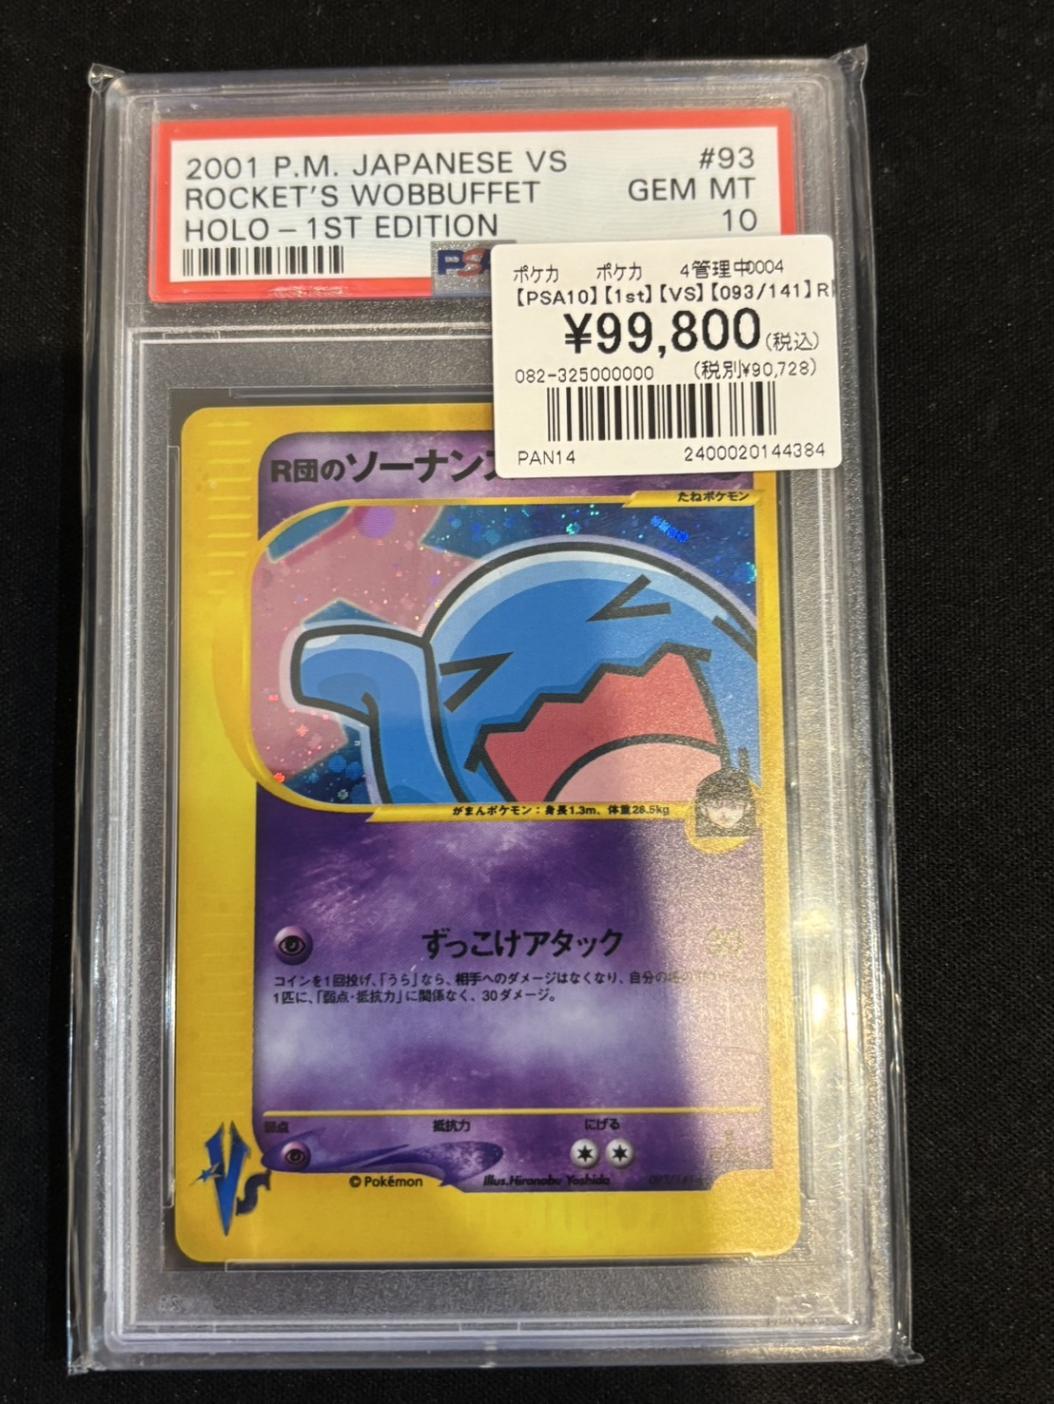 2001 P.M. JAPANESE VS #93
ROCKET'S WOBBUFFET GEM MT
HOLO – 1ST EDITION 10
ポケカ ポケカ 4管理中0004
【PSA10】【1st】【VS】【093/141】R
¥99,800(税込)
082-325000000 (税別¥90,728)
PAN14 2400020144384
R団のソーナンス
たねポケモン
がまんポケモン：身長1.3m、体重28.5kg
ずっこけアタック 30
コインを1回投げ、「うら」なら、相手へのダメージはなくなり、自分の
1匹に、「弱点・抵抗力」に関係なく、30ダメージ。
弱点 抵抗力 にげる
VS
©Pokémon Illus.Hironobu Yoshida